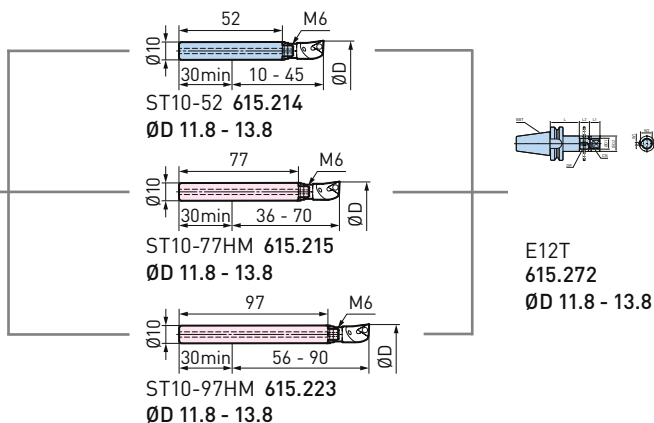 52
M6
Ø10
30min
10 - 45
ØD
ST10-52 615.214
ØD 11.8 - 13.8
77
M6
Ø10
30min
36 - 70
ØD
ST10-77HM 615.215
ØD 11.8 - 13.8
97
M6
Ø10
30min
56 - 90
ØD
ST10-97HM 615.223
ØD 11.8 - 13.8
E12T
615.272
ØD 11.8 - 13.8